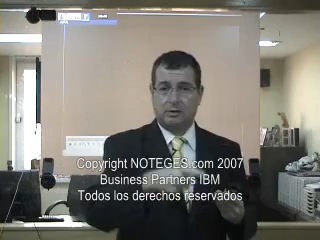 Copyright NOTEGES.com 2007
Business Partners IBM
Todos los derechos reservados